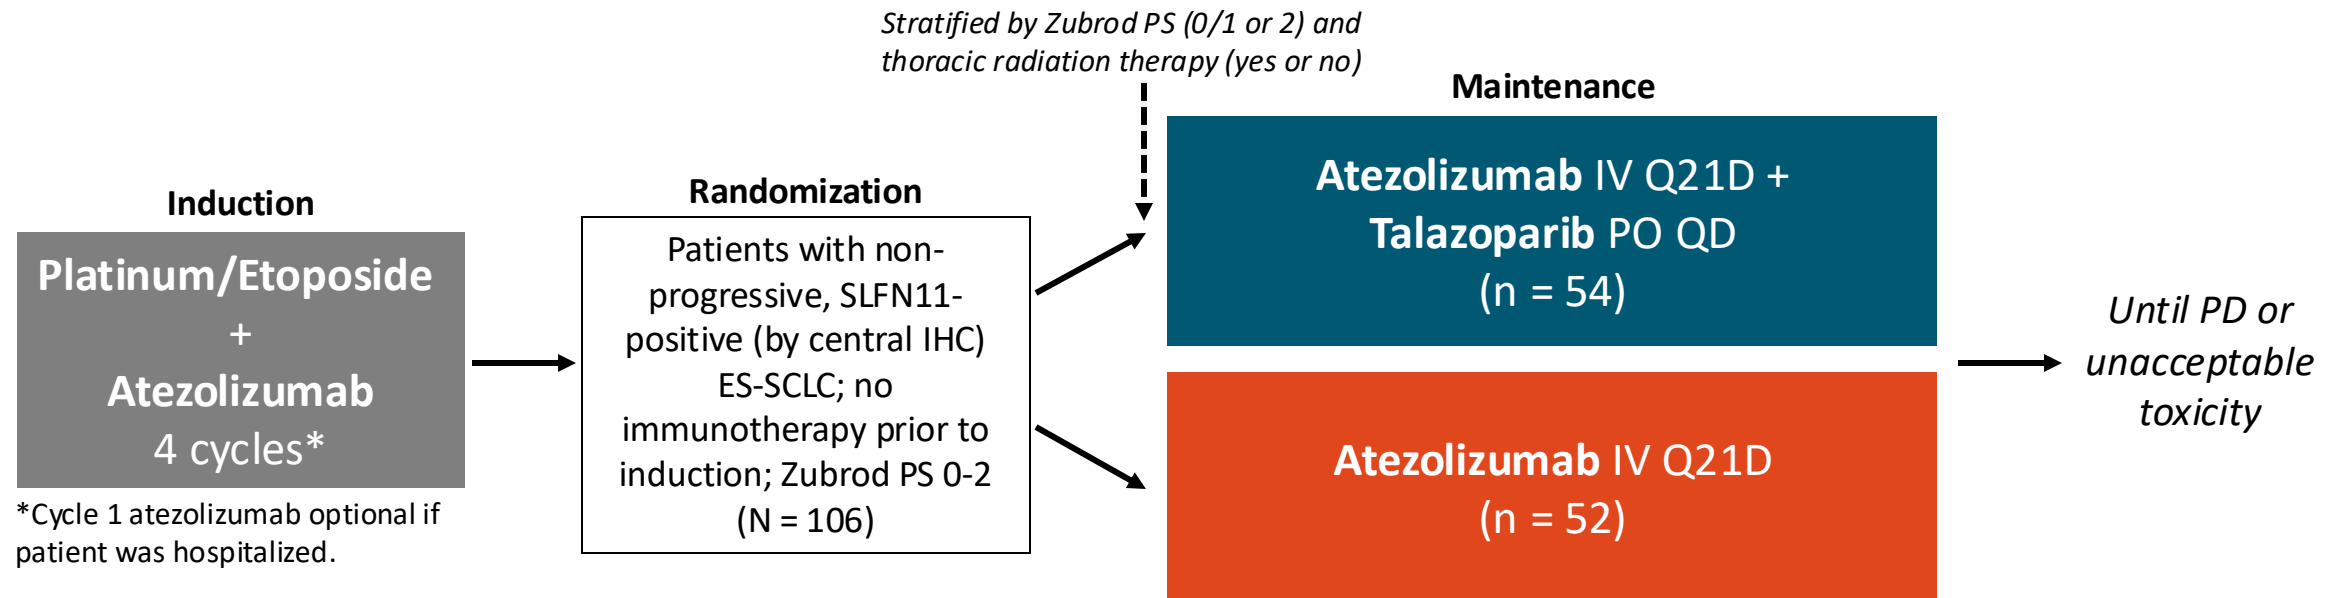 Stratified by Zubrod PS (0/1 or 2) and
thoracic radiation therapy (yes or no)
Induction
Platinum/Etoposide
+
Atezolizumab
4 cycles*
*Cycle 1 atezolizumab optional if
patient was hospitalized.
Randomization
Patients with non-
progressive, SLFN11-
positive (by central IHC)
ES-SCLC; no
immunotherapy prior to
induction; Zubrod PS 0-2
(N = 106)
Maintenance
Atezolizumab IV Q21D +
Talazoparib PO QD
(n = 54)
Atezolizumab IV Q21D
(n = 52)
Until PD or
unacceptable
toxicity